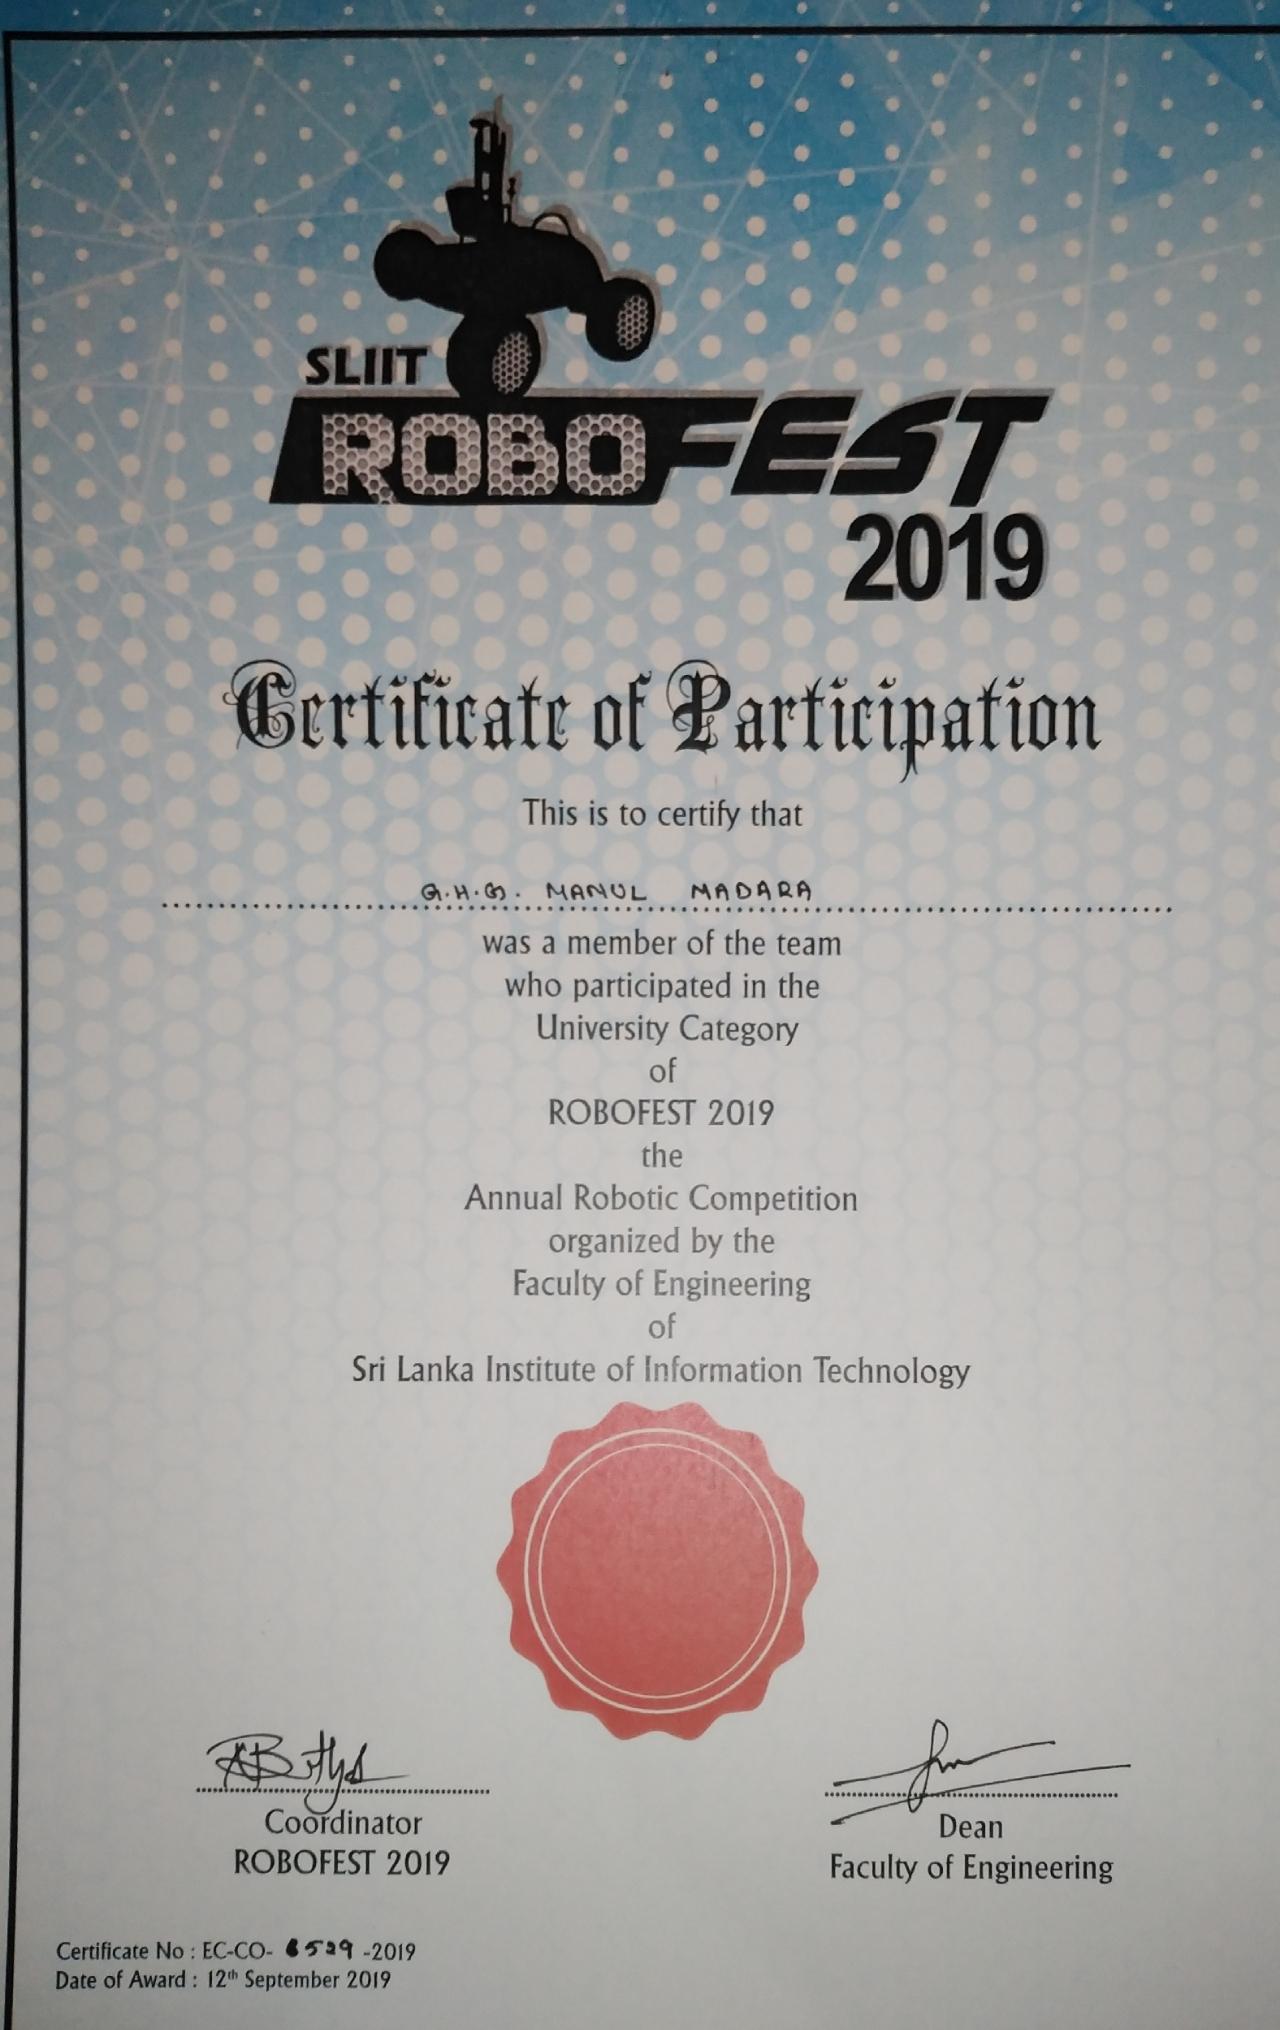 SLIIT
ROBOFEST
2019
Certificate of Participation
This is to certify that
G.H.G. MANUL MADARA
was a member of the team
who participated in the
University Category
of
ROBOFEST 2019
the
Annual Robotic Competition
organized by the
Faculty of Engineering
of
Sri Lanka Institute of Information Technology
Coordinator
ROBOFEST 2019
Dean
Faculty of Engineering
Certificate No : EC-CO- 6529 -2019
Date of Award : 12th September 2019